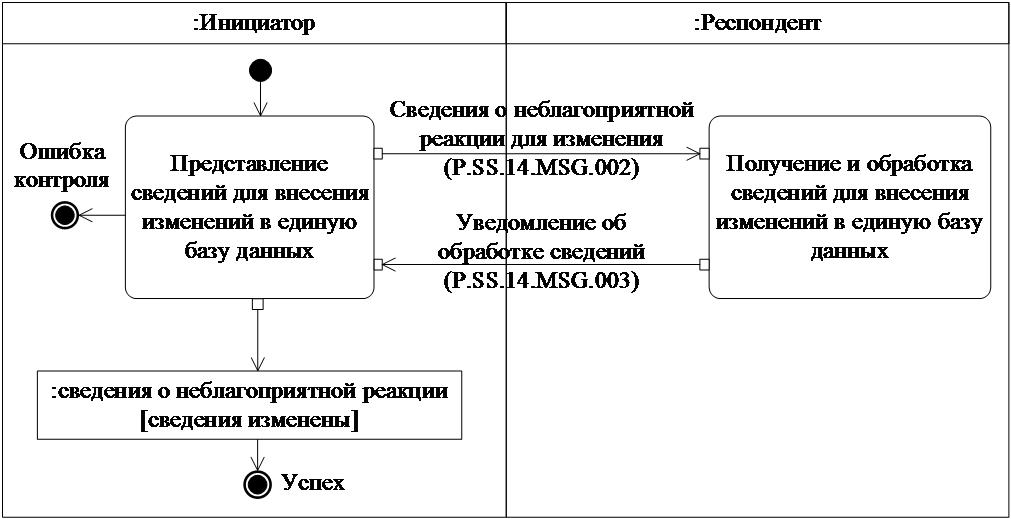 :Инициатор
:Респондент
Ошибка
контроля
Представление
сведений для внесения
изменений в единую
базу данных
Сведения о неблагоприятной
реакции для изменения
(P.SS.14.MSG.002)
Уведомление об
обработке сведений
(P.SS.14.MSG.003)
Получение и обработка
сведений для внесения
изменений в единую базу
данных
:сведения о неблагоприятной реакции
[сведения изменены]
Успех